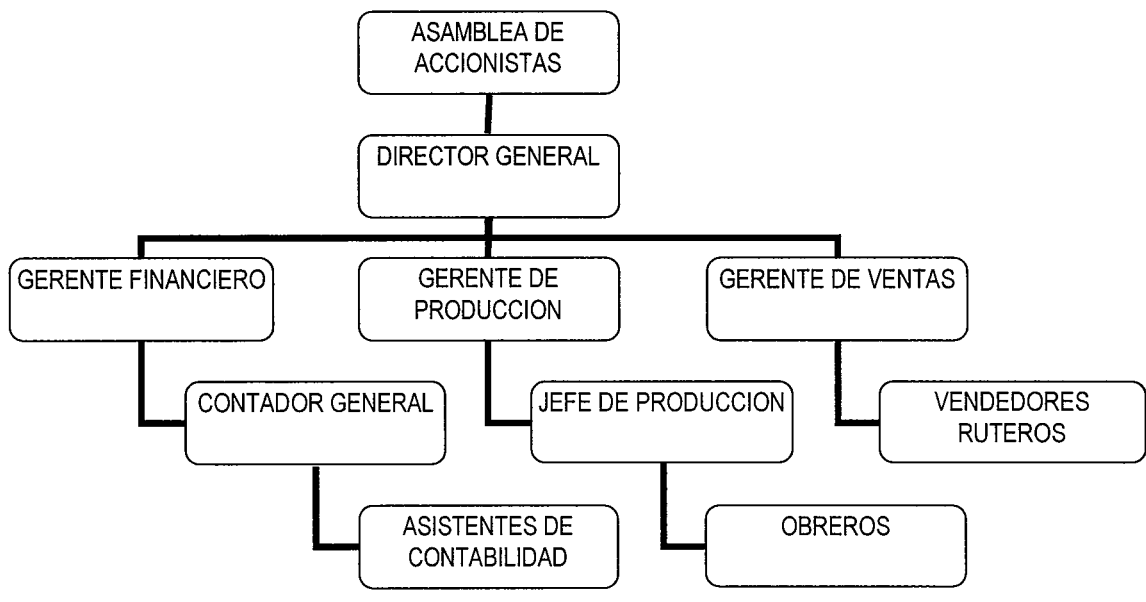 ASAMBLEA DE
ACCIONISTAS
DIRECTOR GENERAL
GERENTE FINANCIERO
GERENTE DE
PRODUCCION
GERENTE DE VENTAS
CONTADOR GENERAL
JEFE DE PRODUCCION
VENDEDORES
RUTEROS
ASISTENTES DE
CONTABILIDAD
OBREROS